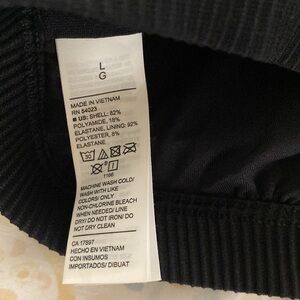 L
G
MADE IN VIETNAM
RN 54023
■ US: SHELL: 82%
POLYAMIDE, 18%
ELASTANE, LINING: 92%
POLYESTER, 8%
ELASTANE
30
1166
MACHINE WASH COLD/
WASH WITH LIKE
COLORS/ ONLY
NON-CHLORINE BLEACH
WHEN NEEDED/ LINE
DRY/ DO NOT IRON/ DO
NOT DRY CLEAN
CA 17897
HECHO EN VIETNAM
CON INSUMOS
IMPORTADOS/ DIBUAT